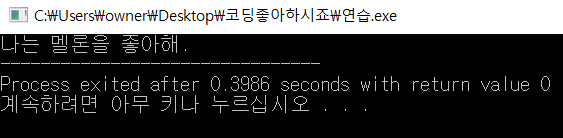 C:₩Users₩owner₩Desktop₩코딩좋아하시죠₩연습.exe
나는 멜론을 좋아해.
--------------------------------
Process exited after 0.3986 seconds with return value 0
계속하려면 아무 키나 누르십시오 . . .